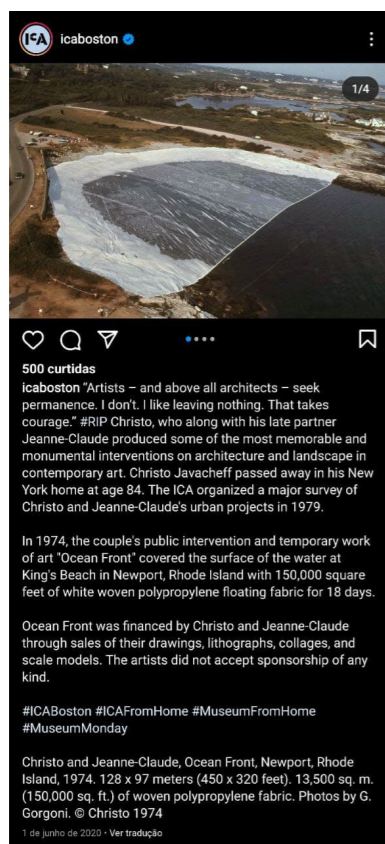 ICA icaboston
1/4
500 curtidas
icaboston “Artists – and above all architects – seek
permanence. I don't. I like leaving nothing. That takes
courage.” #RIP Christo, who along with his late partner
Jeanne-Claude produced some of the most memorable and
monumental interventions on architecture and landscape in
contemporary art. Christo Javacheff passed away in his New
York home at age 84. The ICA organized a major survey of
Christo and Jeanne-Claude's urban projects in 1979.
In 1974, the couple's public intervention and temporary work
of art "Ocean Front" covered the surface of the water at
King's Beach in Newport, Rhode Island with 150,000 square
feet of white woven polypropylene floating fabric for 18 days.
Ocean Front was financed by Christo and Jeanne-Claude
through sales of their drawings, lithographs, collages, and
scale models. The artists did not accept sponsorship of any
kind.
#ICABoston #ICAFromHome #MuseumFromHome
#MuseumMonday
Christo and Jeanne-Claude, Ocean Front, Newport, Rhode
Island, 1974. 128 x 97 meters (450 x 320 feet). 13,500 sq. m.
(150,000 sq. ft.) of woven polypropylene fabric. Photos by G.
Gorgoni. © Christo 1974
1 de junho de 2020 • Ver tradução